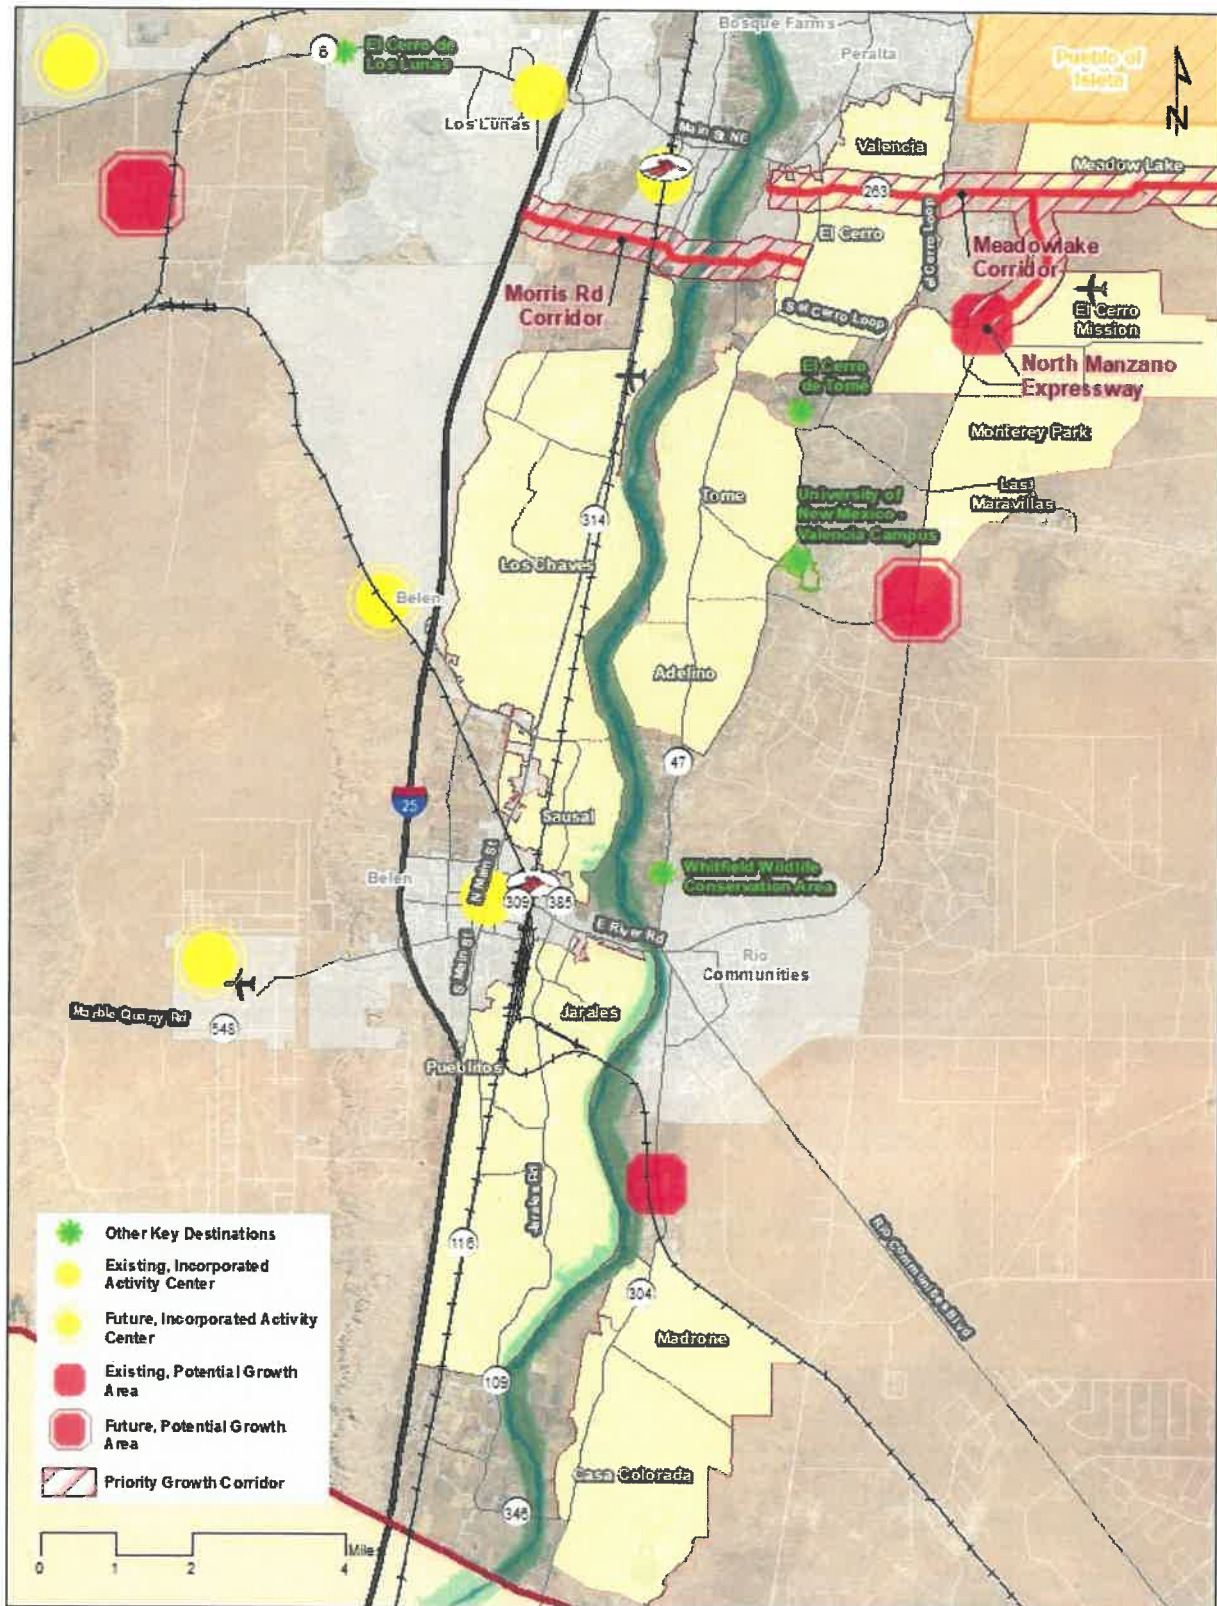 Bosque Farms
Peralta
Pueblo of
Isleta
N
6
El Cerro de
Los Lunas
Los Lunas
Main St NE
Valencia
Meadow Lake
263
El Cerro
el Cerro Loop
Meadowlake
Corridor
Morris Rd
Corridor
S el Cerro Loop
El Cerro
Mission
El Cerro
de Tomé
North Manzano
Expressway
Monterey Park
Tome
University of
New Mexico -
Valencia Campus
Las
Maravillas
314
Los Chaves
Belen
Adelino
47
25
Sausal
Belen
N Main St
309
385
Whitfield Wildlife
Conservation Area
E River Rd
S Main St
Rio
Communities
Marble Quarry Rd
548
Jarales
Pueblitos
Jarales Rd
116
304
Rio Communities Blvd
Madrone
109
Casa Colorada
346
Other Key Destinations
Existing, Incorporated
Activity Center
Future, Incorporated Activity
Center
Existing, Potential Growth
Area
Future, Potential Growth
Area
Priority Growth Corridor
Miles
0
1
2
4